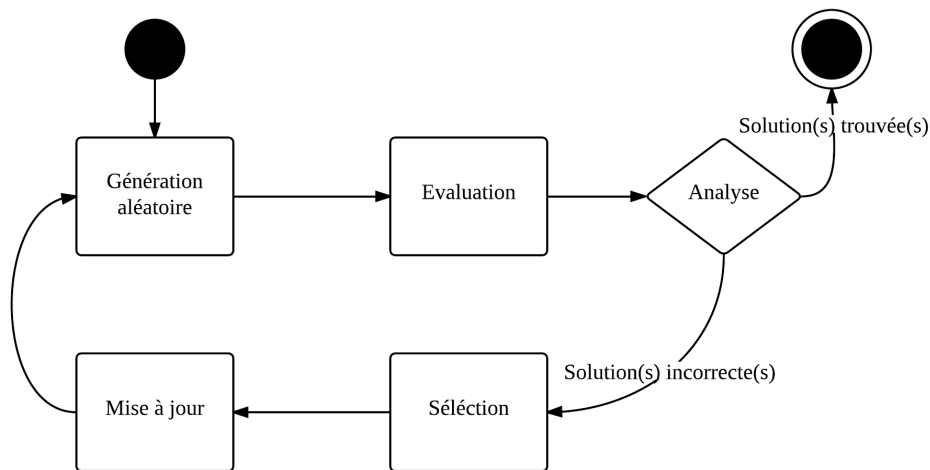 Solution(s) trouvée(s)
Génération
aléatoire
Evaluation
Analyse
Solution(s) incorrecte(s)
Mise à jour
Séléction